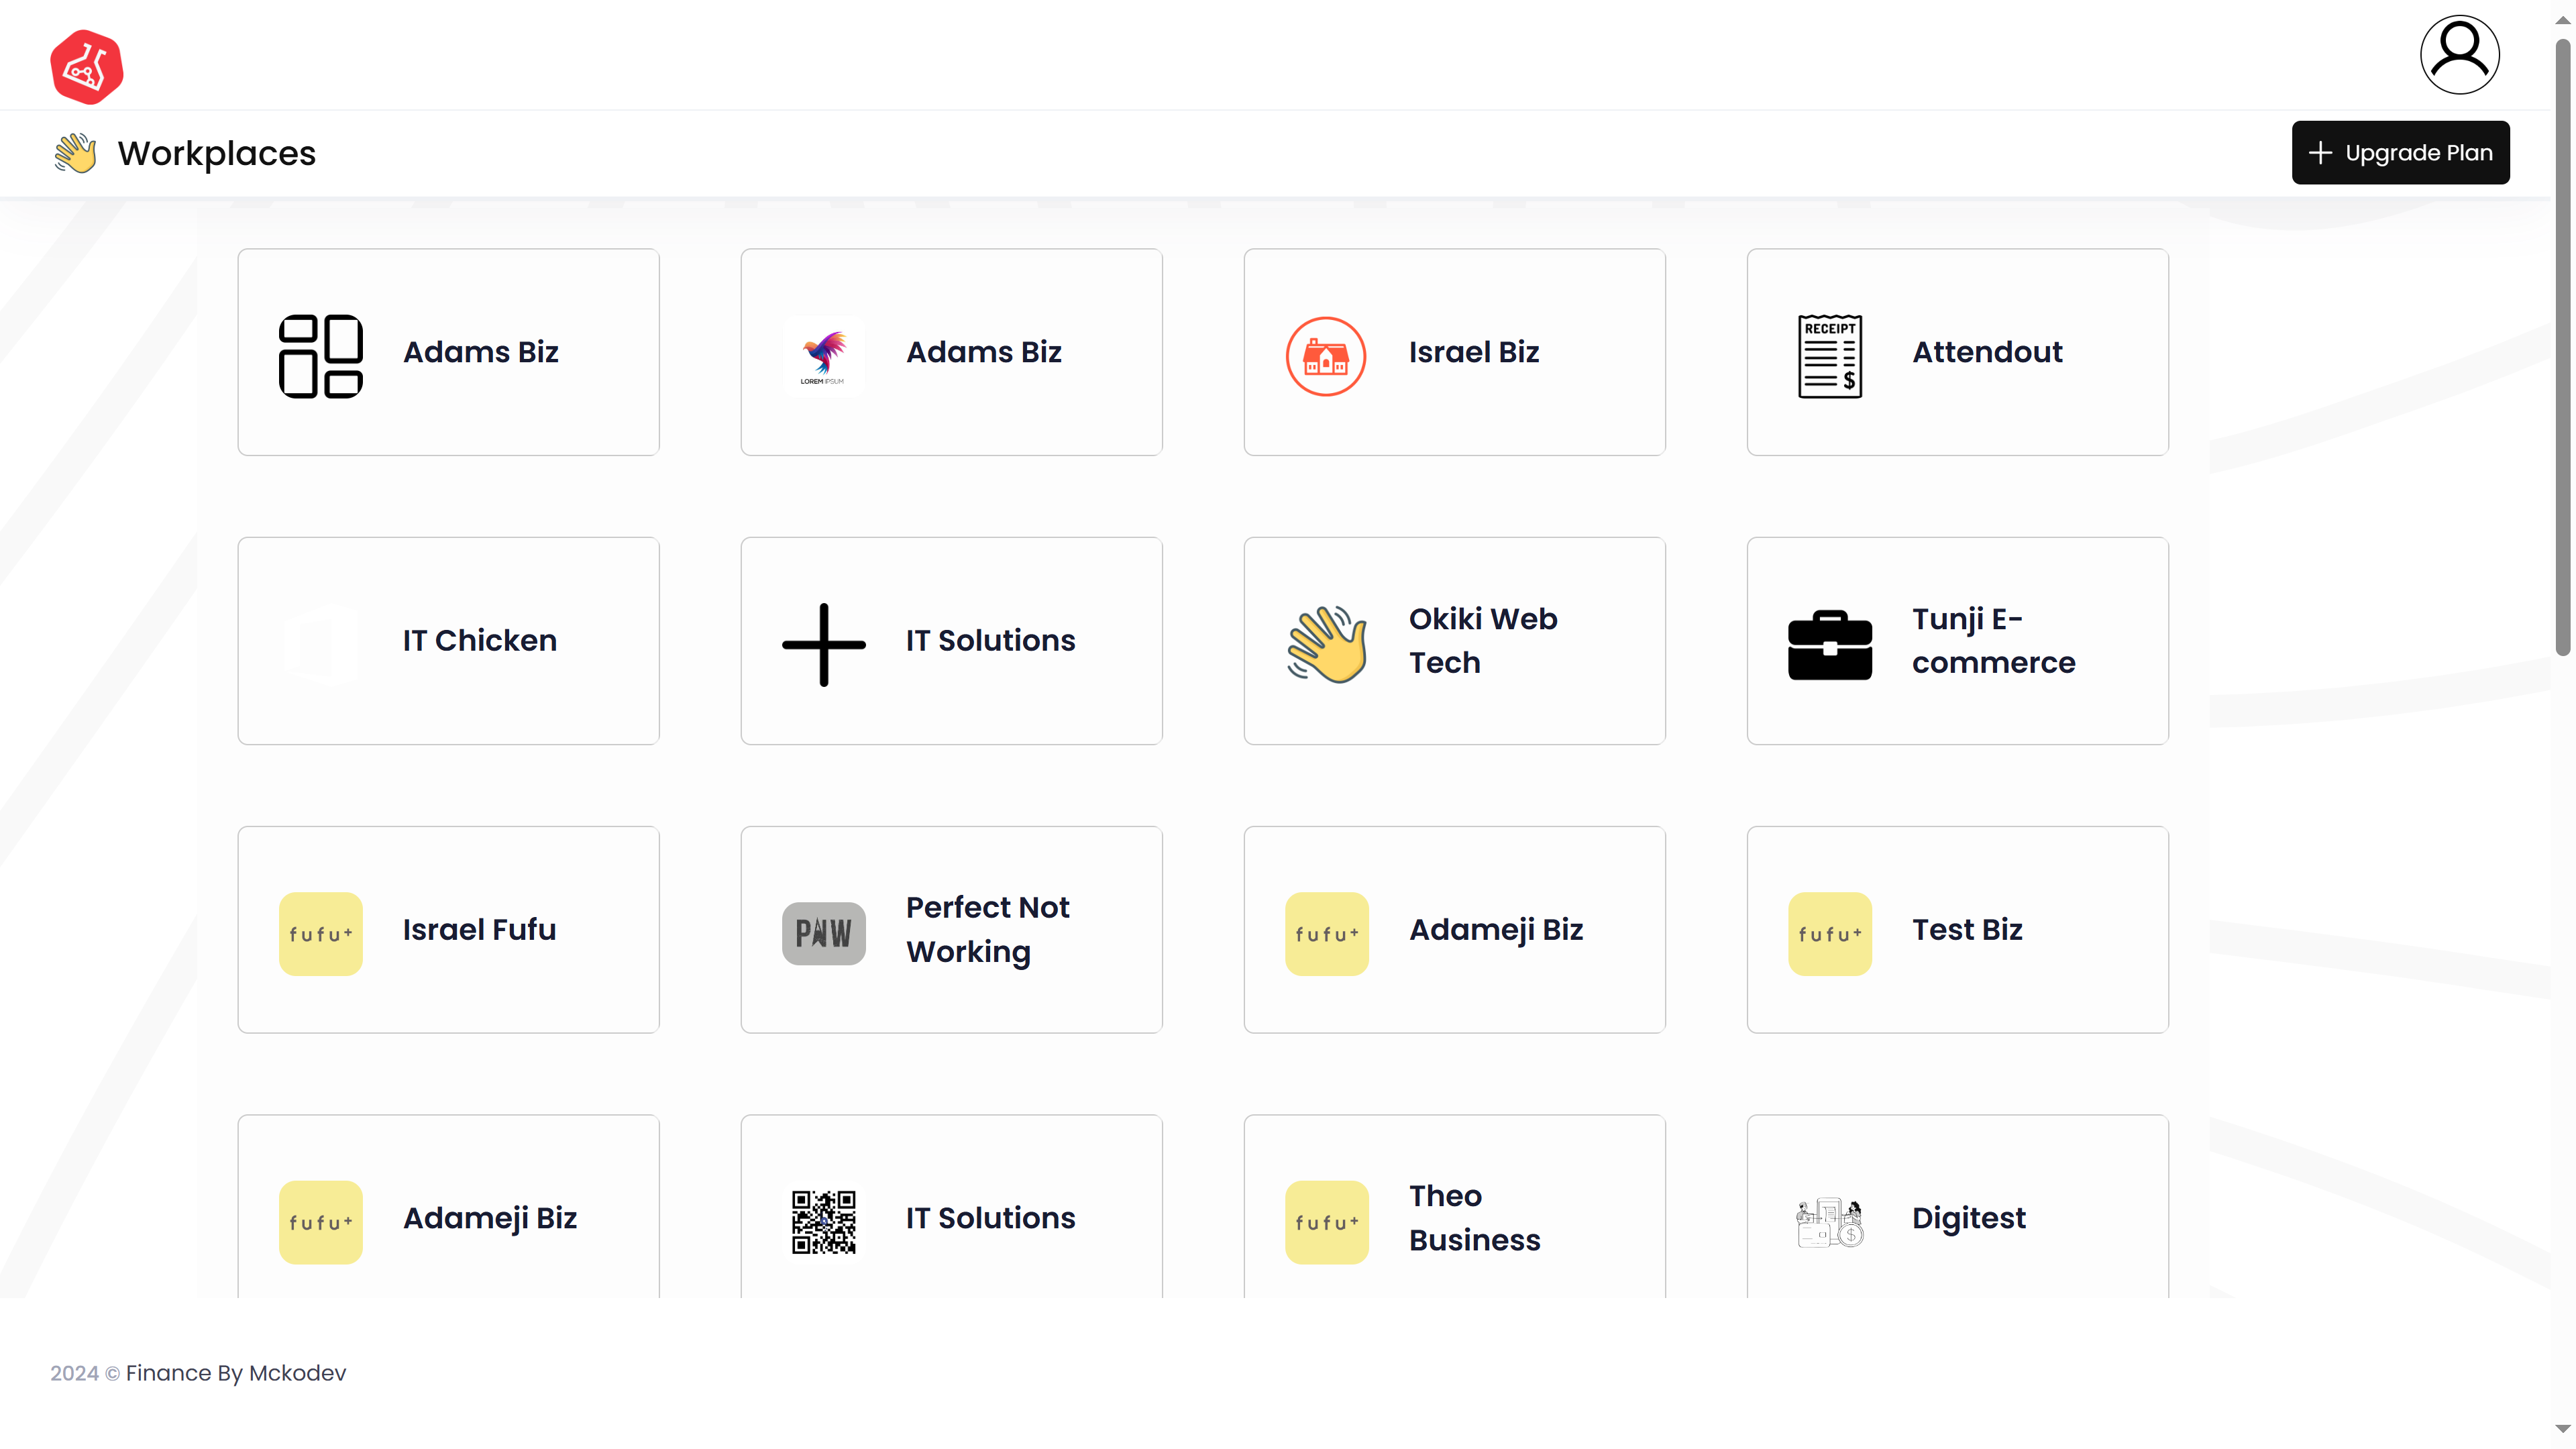 Workplaces
Upgrade Plan
Adams Biz
LOREM IPSUM
Adams Biz
Israel Biz
RECEIPT
$
Attendout
IT Chicken
IT Solutions
Okiki Web
Tech
Tunji E-
commerce
fufu+
Israel Fufu
PNW
Perfect Not
Working
fufu+
Adameji Biz
fufu+
Test Biz
fufu+
Adameji Biz
IT Solutions
fufu+
Theo
Business
$
Digitest
2024 © Finance By Mckodev